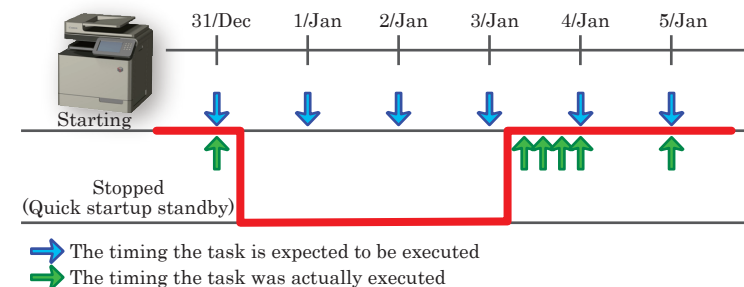 31/Dec 1/Jan 2/Jan 3/Jan 4/Jan 5/Jan
Starting
Stopped
(Quick startup standby)
The timing the task is expected to be executed
The timing the task was actually executed